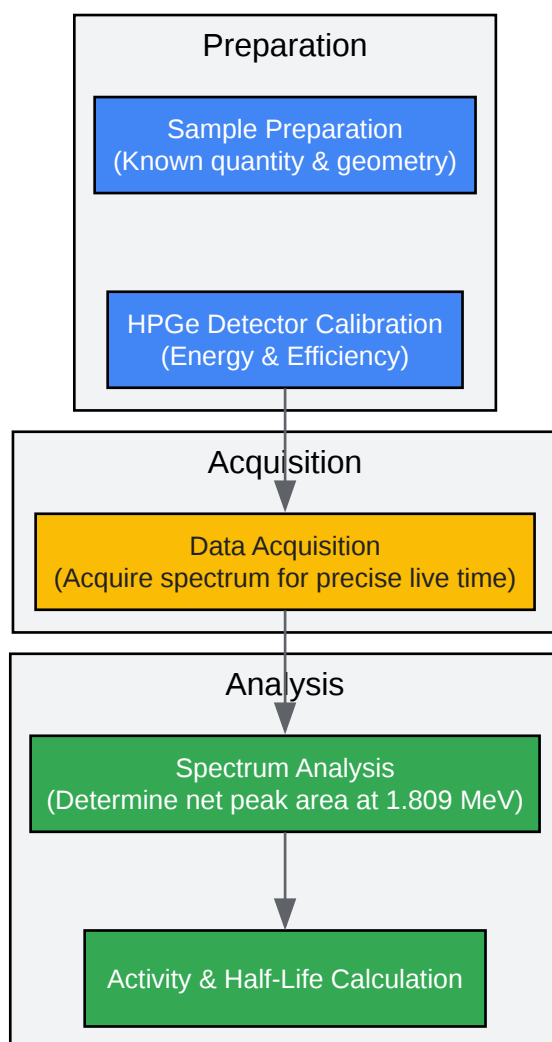 Preparation
Sample Preparation
(Known quantity & geometry)
HPGe Detector Calibration
(Energy & Efficiency)
Acquisition
Data Acquisition
(Acquire spectrum for precise live time)
Analysis
Spectrum Analysis
(Determine net peak area at 1.809 MeV)
Activity & Half-Life Calculation